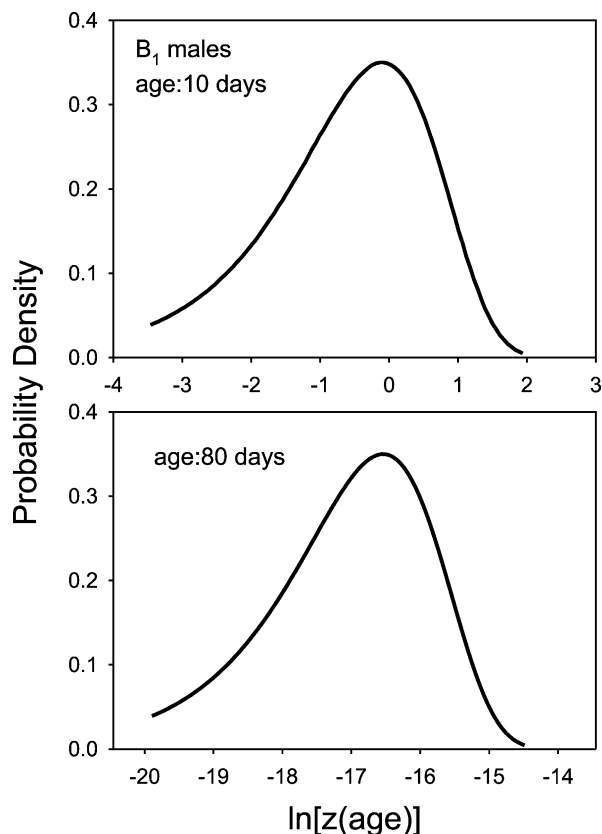 Probability Density
B₁ males
age:10 days
0.4
0.3
0.2
0.1
0.0
-4 -3 -2 -1 0 1 2 3
age:80 days
0.4
0.3
0.2
0.1
0.0
-20 -19 -18 -17 -16 -15 -14
ln[z(age)]